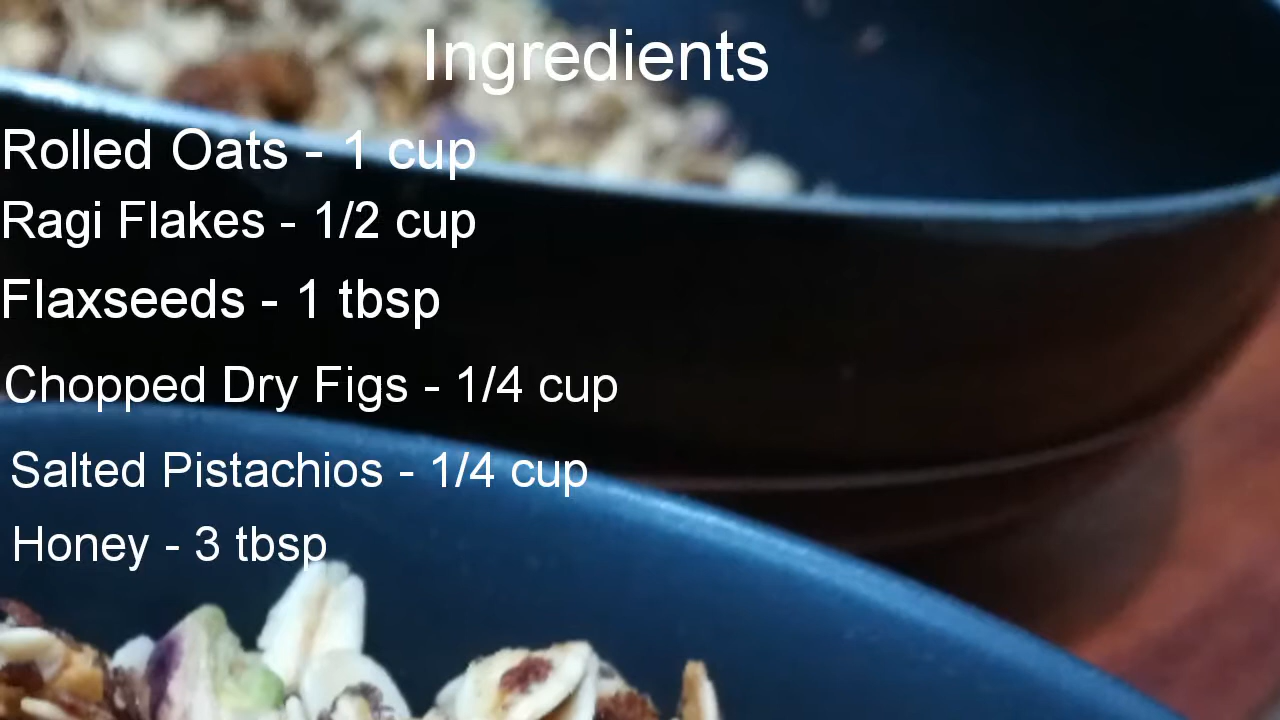 Ingredients
Rolled Oats - 1 cup
Ragi Flakes - 1/2 cup
Flaxseeds - 1 tbsp
Chopped Dry Figs - 1/4 cup
Salted Pistachios - 1/4 cup
Honey - 3 tbsp